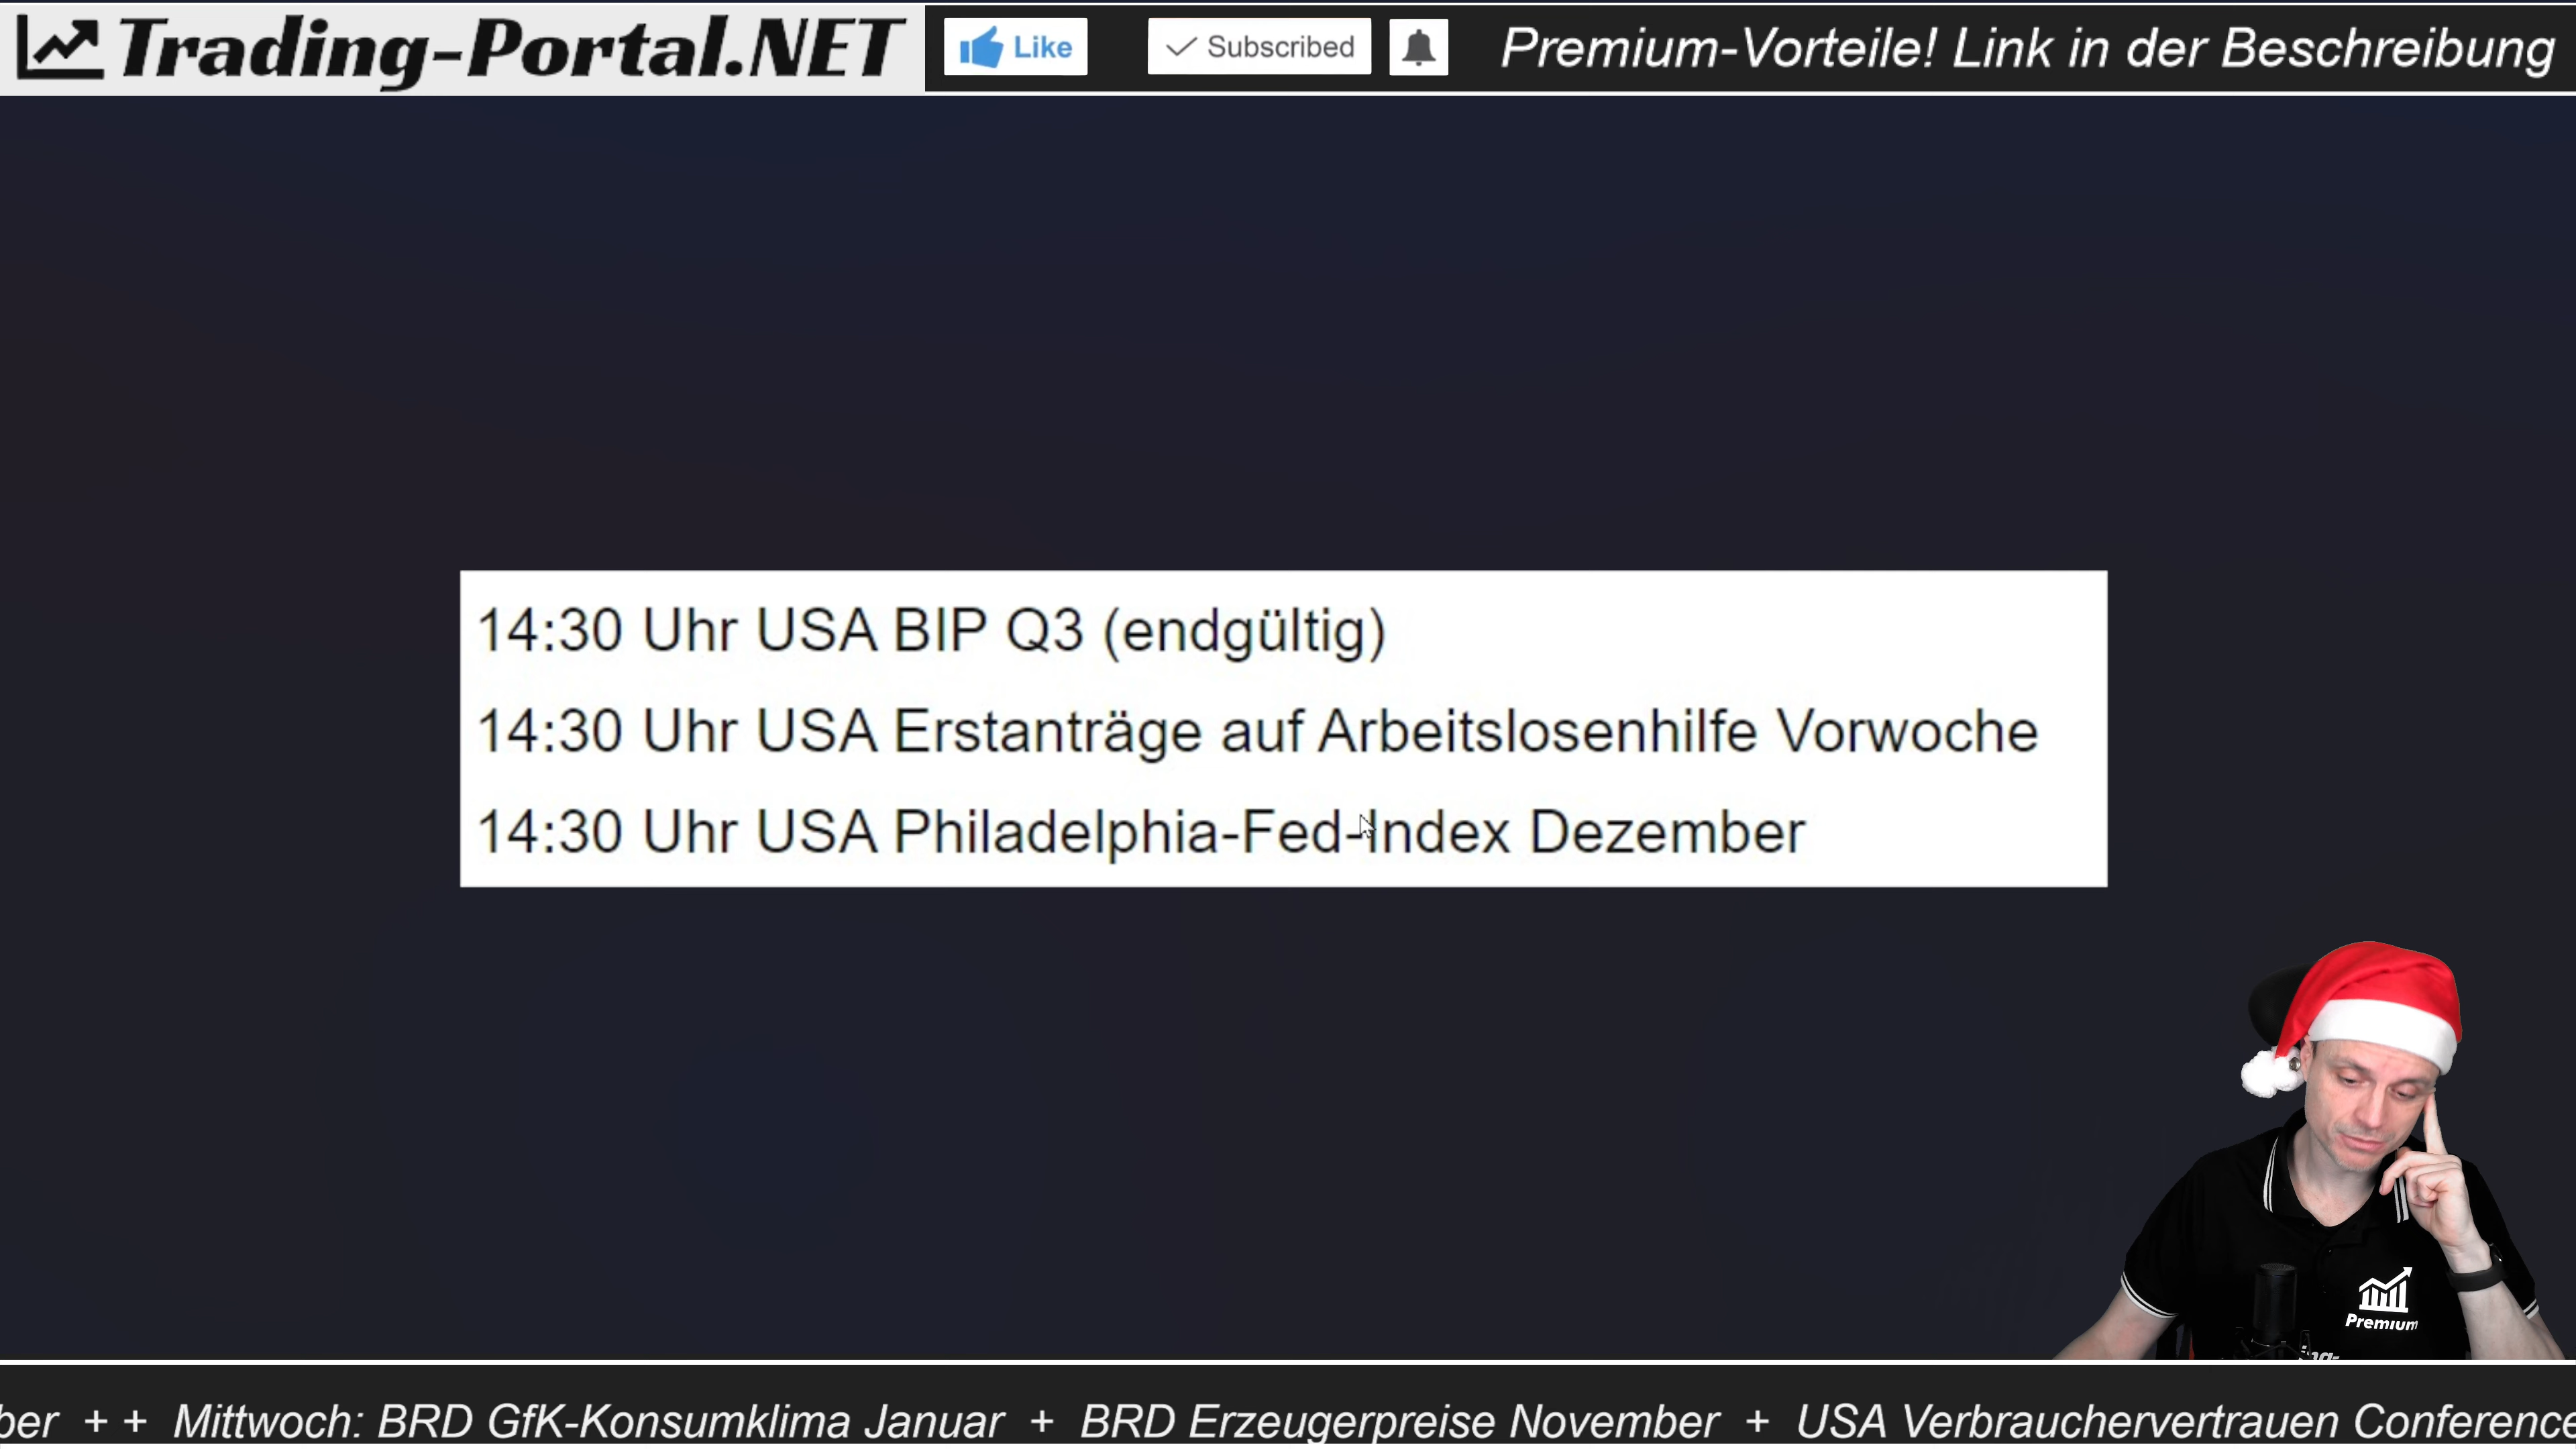 Trading-Portal.NET
Like
Subscribed
Premium-Vorteile! Link in der Beschreibung
14:30 Uhr USA BIP Q3 (endgültig)
14:30 Uhr USA Erstanträge auf Arbeitslosenhilfe Vorwoche
14:30 Uhr USA Philadelphia-Fed-Index Dezember
Premium
ber + + Mittwoch: BRD GfK-Konsumklima Januar + BRD Erzeugerpreise November + USA Verbrauchervertrauen Conference